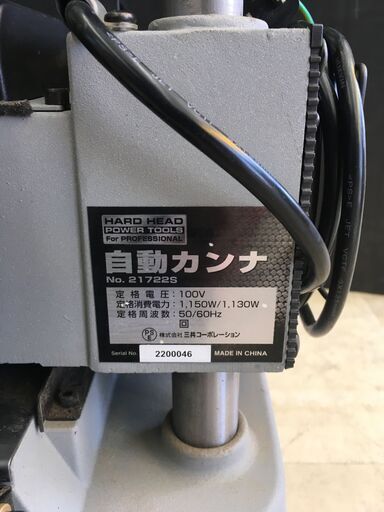 HARD HEAD
POWER TOOLS
For PROFESSIONAL
自動カンナ
No. 21722S
定格電圧：100V
定格消費電力：1,150W/1,130W
定格周波数：50/60Hz
PSE 株式会社 三共コーポレーション
Serial No. 2200046 MADE IN CHINA